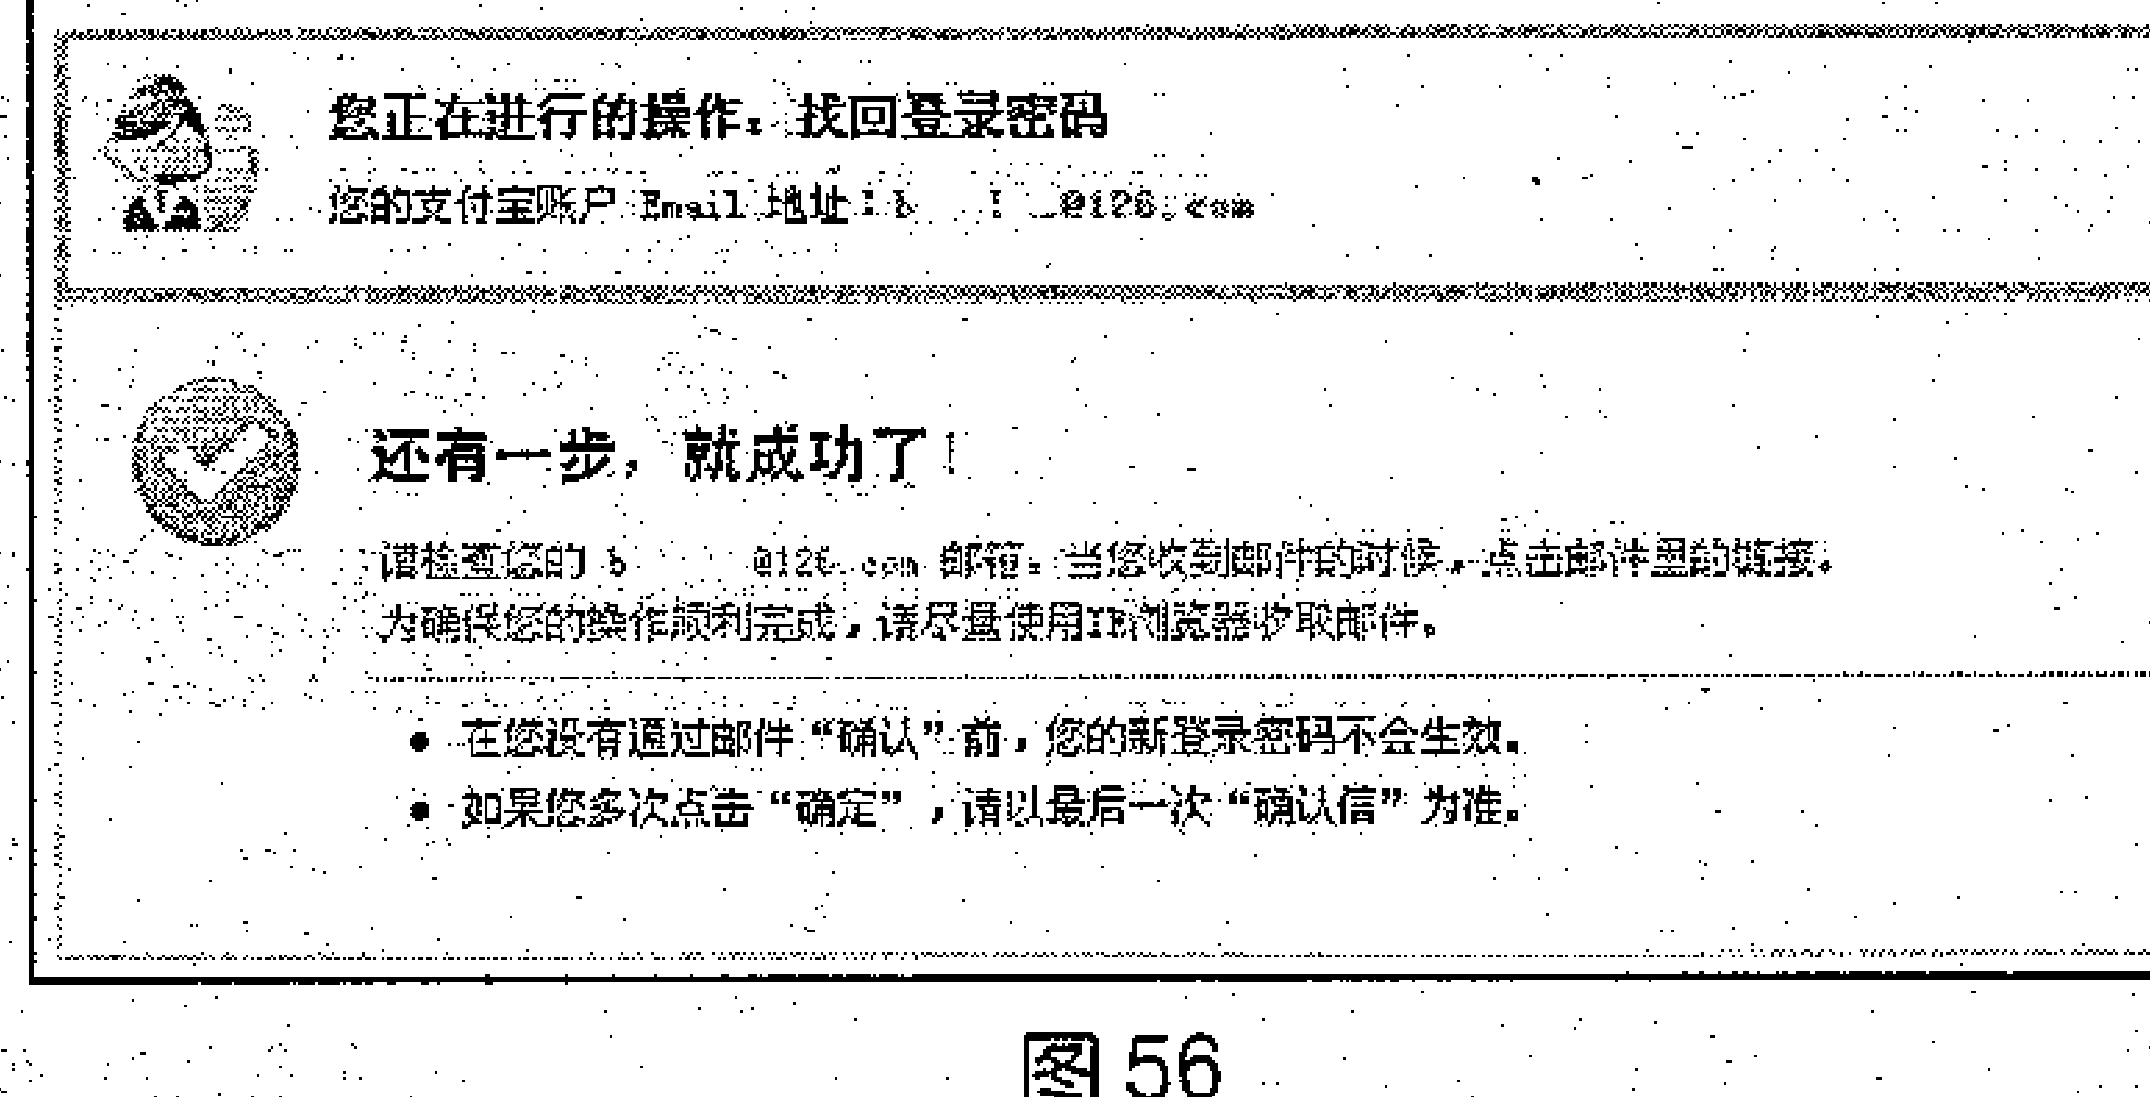 您正在进行的操作：找回登录密码
您的支付宝账户 Email 地址：b @126.com
请检查您的 b @126.com 邮箱。当您收到邮件的时候，点击邮件里的链接。
还有一步，就成功了！
为确保您的操作顺利完成，请尽量使用IE浏览器收取邮件。
● 在您没有通过邮件“确认”前，您的新登录密码不会生效。
● 如果您多次点击“确定”，请以最后一次“确认信”为准。
图 56